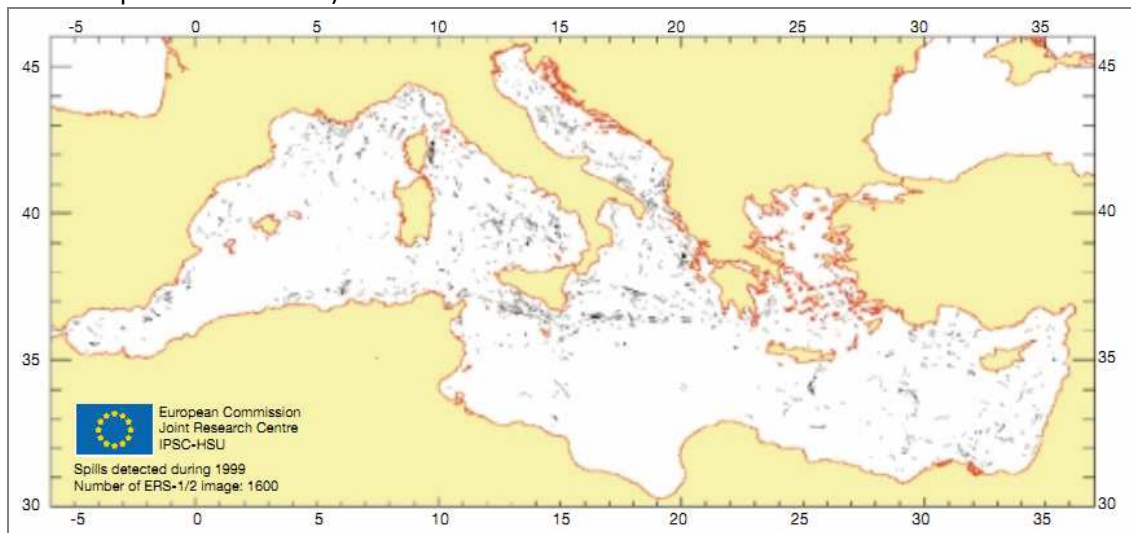 -5 0 5 10 15 20 25 30 35
45 45
40 40
35 35
European Commission
Joint Research Centre
IPSC-HSU
Spills detected during 1999
Number of ERS-1/2 image: 1600
30 30
-5 0 5 10 15 20 25 30 35